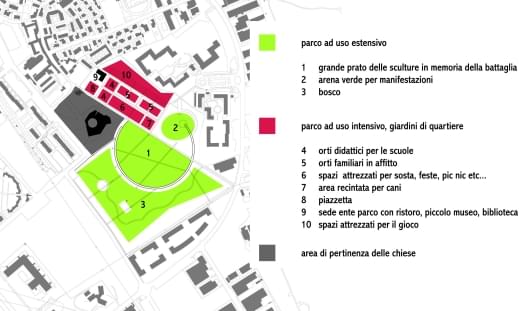 parco ad uso estensivo
1 grande prato delle sculture in memoria della battaglia
2 arena verde per manifestazioni
3 bosco
parco ad uso intensivo, giardini di quartiere
4 orti didattici per le scuole
5 orti familiari in affitto
6 spazi attrezzati per sosta, feste, pic nic etc...
7 area recintata per cani
8 piazzetta
9 sede ente parco con ristoro, piccolo museo, biblioteca
10 spazi attrezzati per il gioco
area di pertinenza delle chiese
10
9
5
6
7
2
1
3